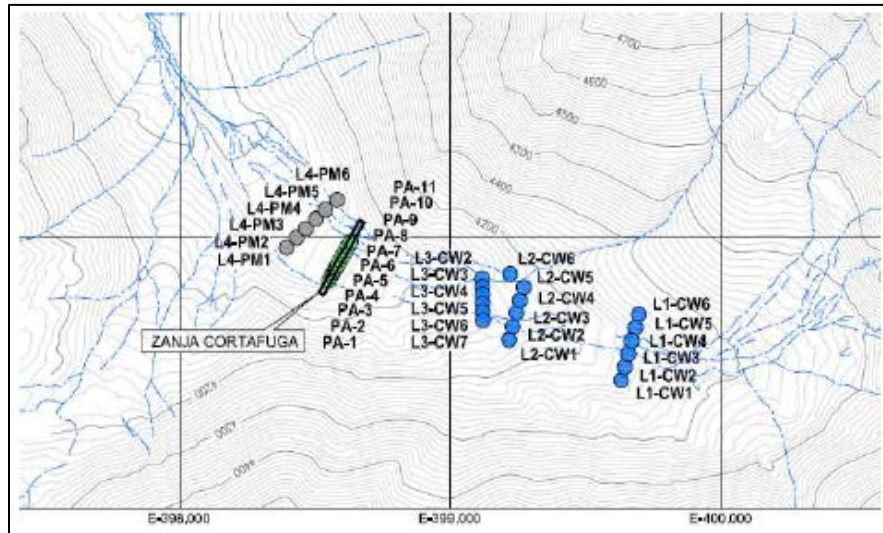 4700
4600
4500
4300
4400
4200
L4-PM6
L4-PM5
L4-PM4
L4-PM3
L4-PM2
L4-PM1
PA-11
PA-10
PA-9
PA-8
PA-7
PA-6
PA-5
PA-4
PA-3
PA-2
PA-1
ZANJA CORTAFUGA
L3-CW2
L3-CW3
L3-CW4
L3-CW5
L3-CW6
L3-CW7
L2-CW6
L2-CW5
L2-CW4
L2-CW3
L2-CW2
L2-CW1
L1-CW6
L1-CW5
L1-CW4
L1-CW3
L1-CW2
L1-CW1
4200
4300
4400
E-398,000
E-399,000
E-400,000